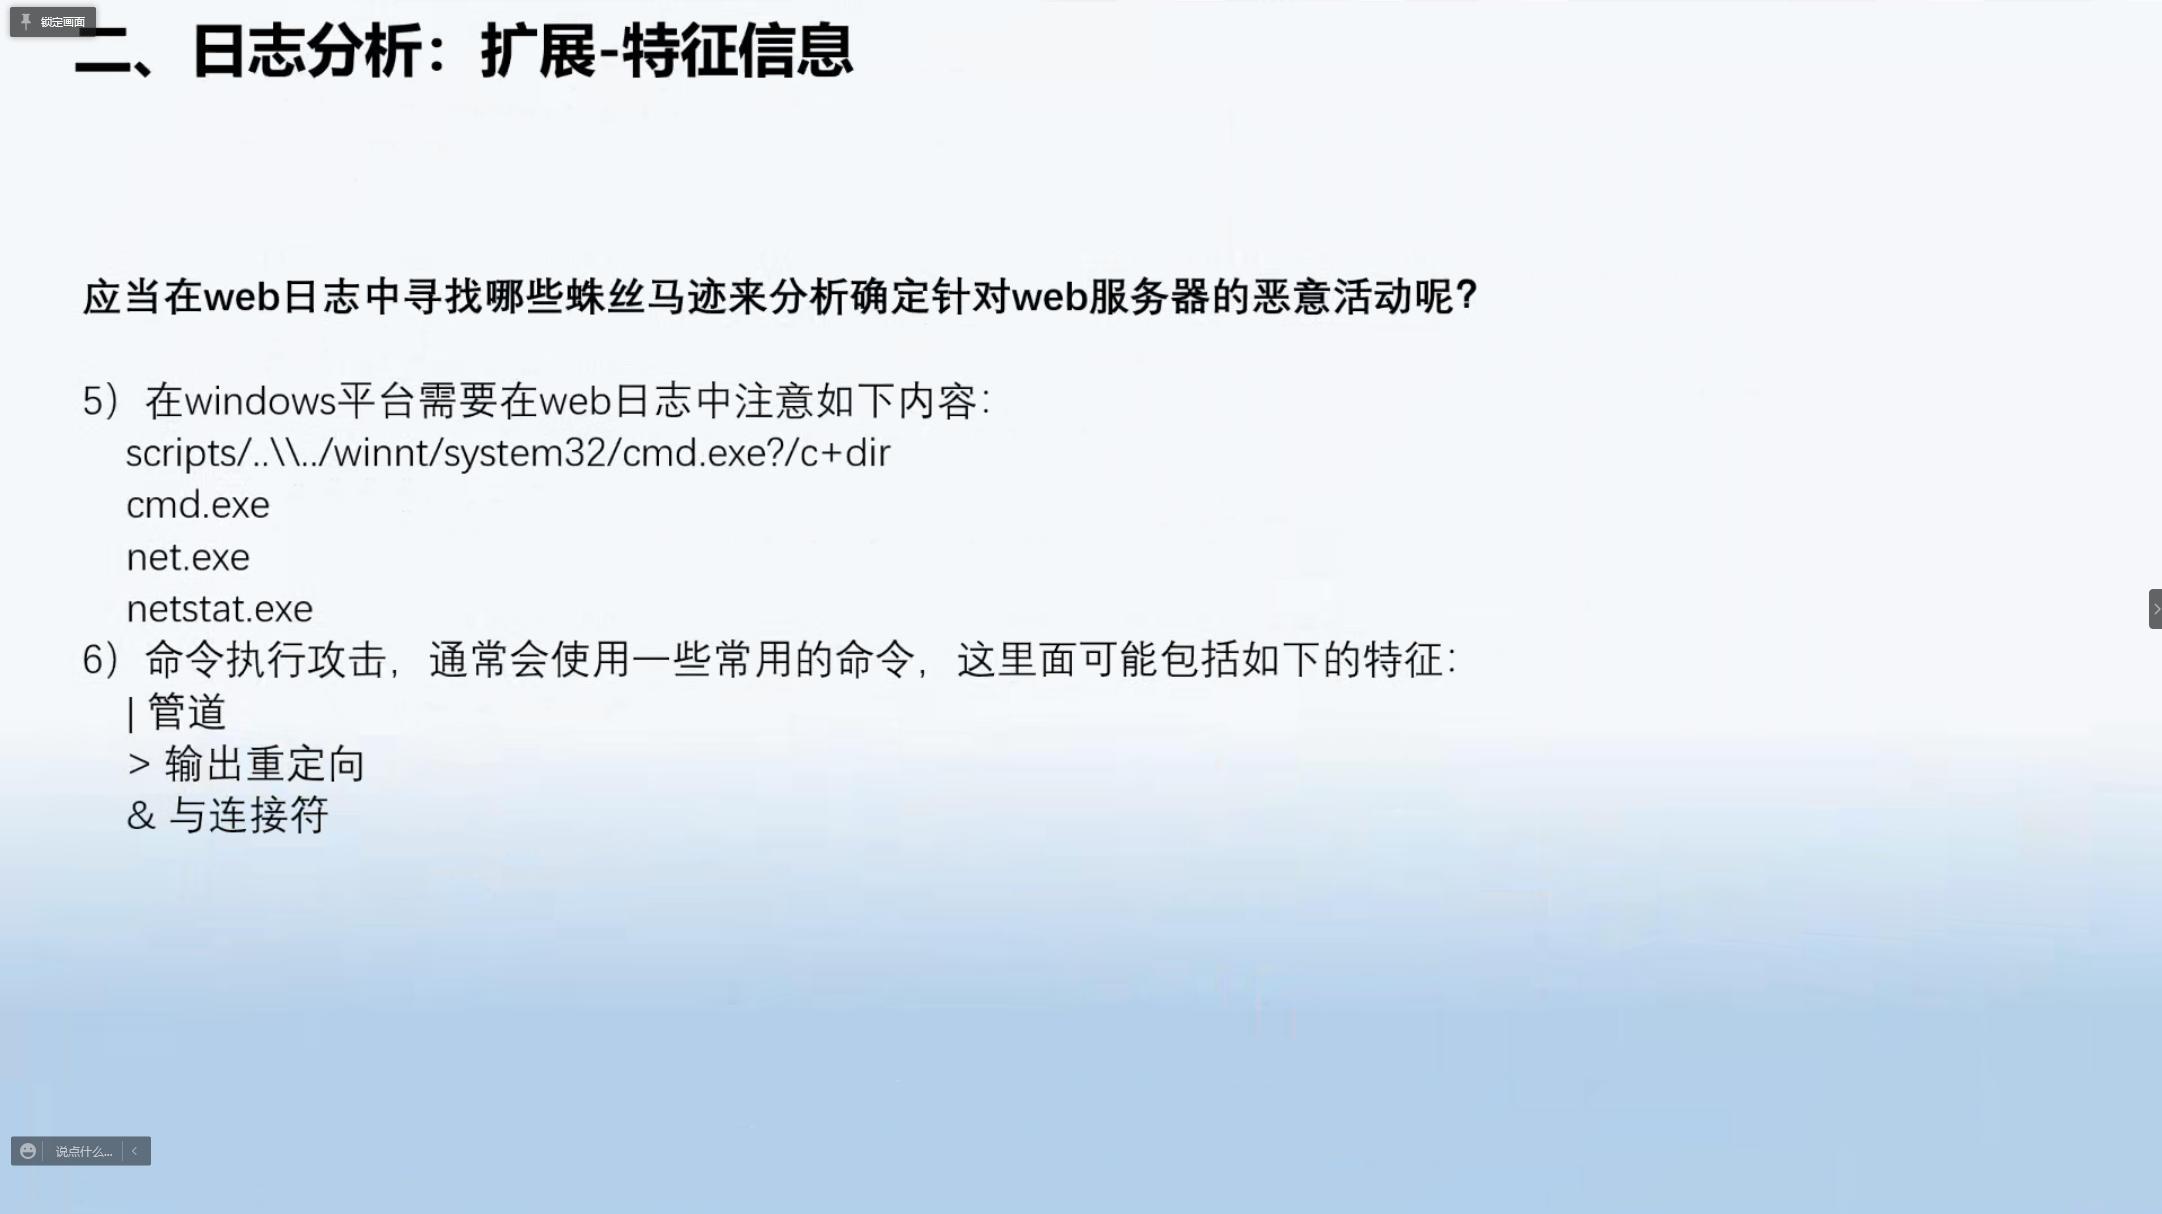 锁定画面
二、日志分析：扩展-特征信息
应当在web日志中寻找哪些蛛丝马迹来分析确定针对web服务器的恶意活动呢？
5）在windows平台需要在web日志中注意如下内容：
scripts/..\\../winnt/system32/cmd.exe?/c+dir
cmd.exe
net.exe
netstat.exe
6）命令执行攻击，通常会使用一些常用的命令，这里面可能包括如下的特征：
| 管道
> 输出重定向
& 与连接符
说点什么...